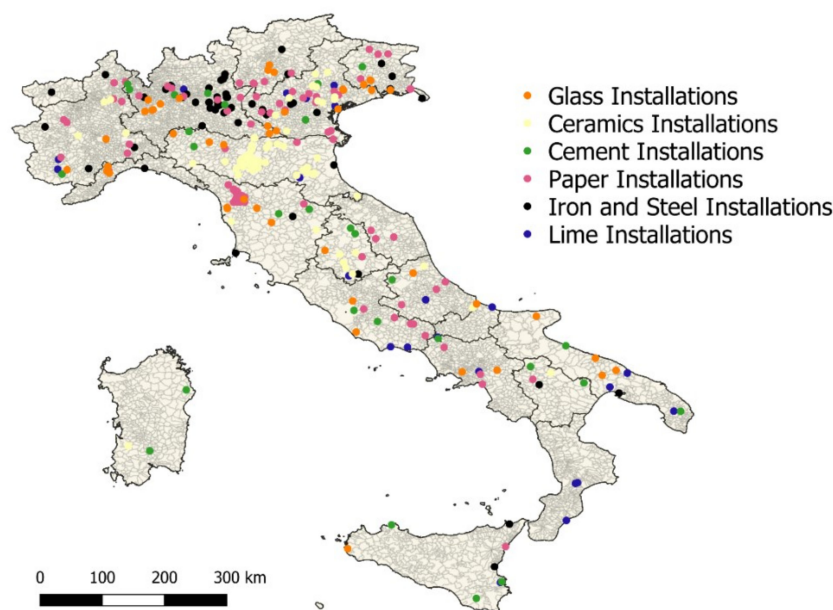 Glass Installations
Ceramics Installations
Cement Installations
Paper Installations
Iron and Steel Installations
Lime Installations
0 100 200 300 km